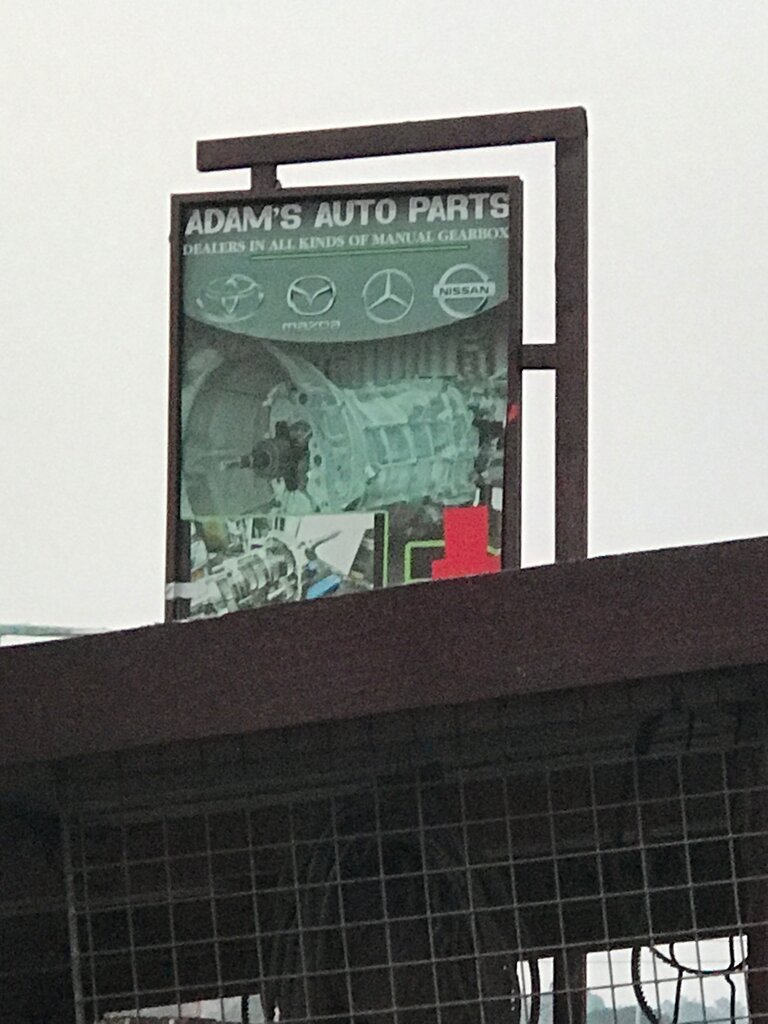 ADAM'S AUTO PARTS
DEALERS IN ALL KINDS OF MANUAL GEARBOX
mazda
NISSAN